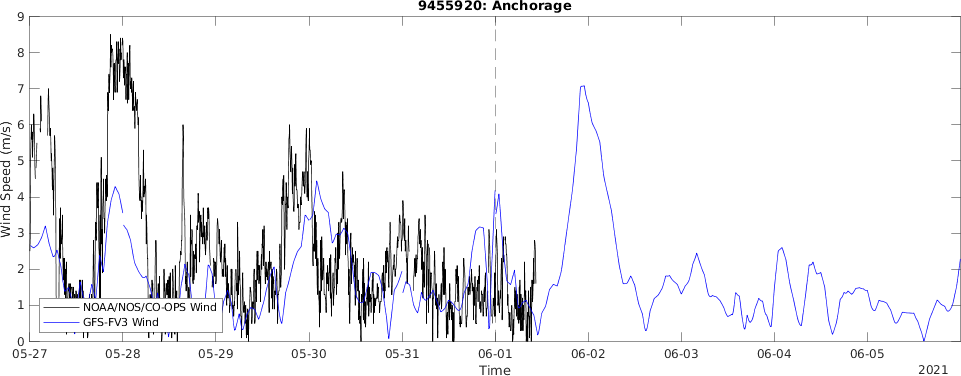 9455920: Anchorage
Wind Speed (m/s)
9
8
7
6
5
4
3
2
1
0
NOAA/NOS/CO-OPS Wind
GFS-FV3 Wind
05-27 05-28 05-29 05-30 05-31 06-01 06-02 06-03 06-04 06-05
Time
2021